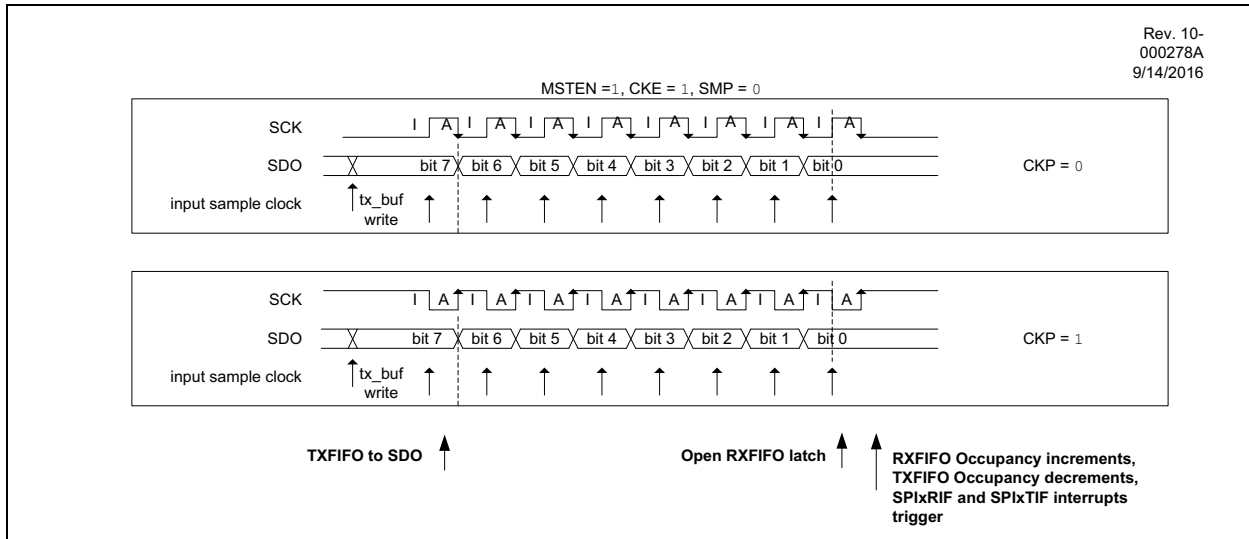 Rev. 10-
000278A
9/14/2016
MSTEN =1, CKE = 1, SMP = 0
SCK I A I A I A I A I A I A I A I A
SDO bit 7 bit 6 bit 5 bit 4 bit 3 bit 2 bit 1 bit 0 CKP = 0
input sample clock tx_buf
write
SCK I A I A I A I A I A I A I A I A
SDO bit 7 bit 6 bit 5 bit 4 bit 3 bit 2 bit 1 bit 0 CKP = 1
input sample clock tx_buf
write
TXFIFO to SDO Open RXFIFO latch RXFIFO Occupancy increments,
TXFIFO Occupancy decrements,
SPIxRIF and SPIxTIF interrupts
trigger